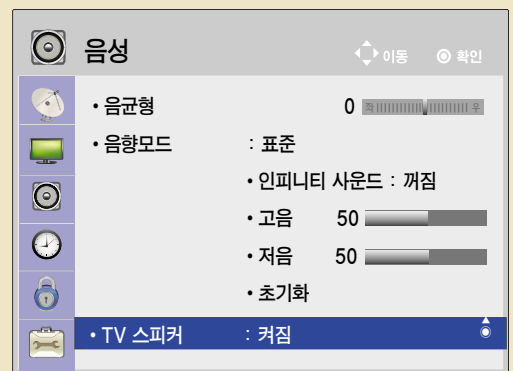 음성 이동 확인
• 음균형 0 좌 우
• 음향모드 : 표준
• 인피니티 사운드 : 꺼짐
• 고음 50
• 저음 50
• 초기화
• TV 스피커 : 켜짐